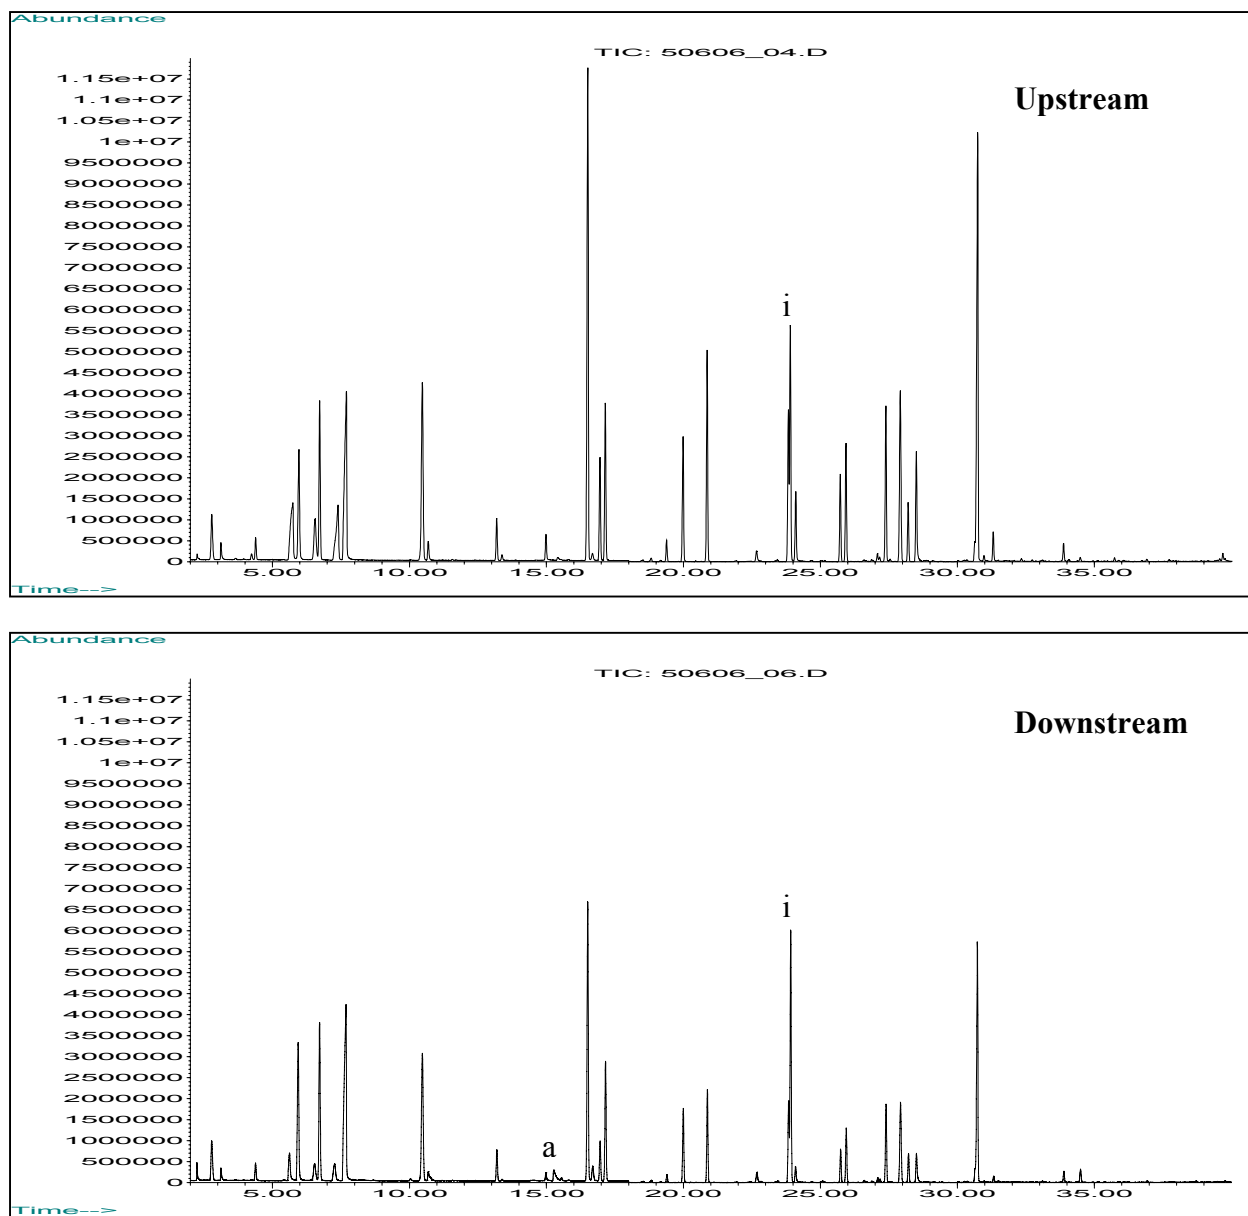 Abundance
TIC: 50606_04.D
Upstream
1.15e+07
1.1e+07
1.05e+07
1e+07
9500000
9000000
8500000
8000000
7500000
7000000
6500000
6000000
5500000
5000000
4500000
4000000
3500000
3000000
2500000
2000000
1500000
1000000
500000
0
i
5.00 10.00 15.00 20.00 25.00 30.00 35.00
Time-->
Abundance
TIC: 50606_06.D
Downstream
1.15e+07
1.1e+07
1.05e+07
1e+07
9500000
9000000
8500000
8000000
7500000
7000000
6500000
6000000
5500000
5000000
4500000
4000000
3500000
3000000
2500000
2000000
1500000
1000000
500000
0
i
a
5.00 10.00 15.00 20.00 25.00 30.00 35.00
Time-->